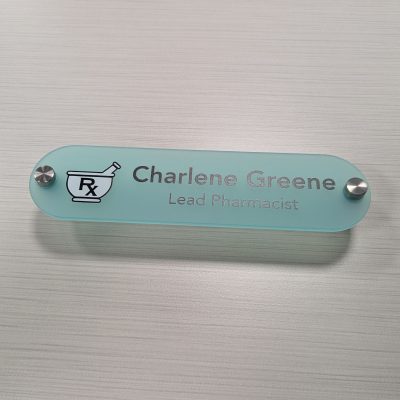 Rx
Charlene Greene
Lead Pharmacist